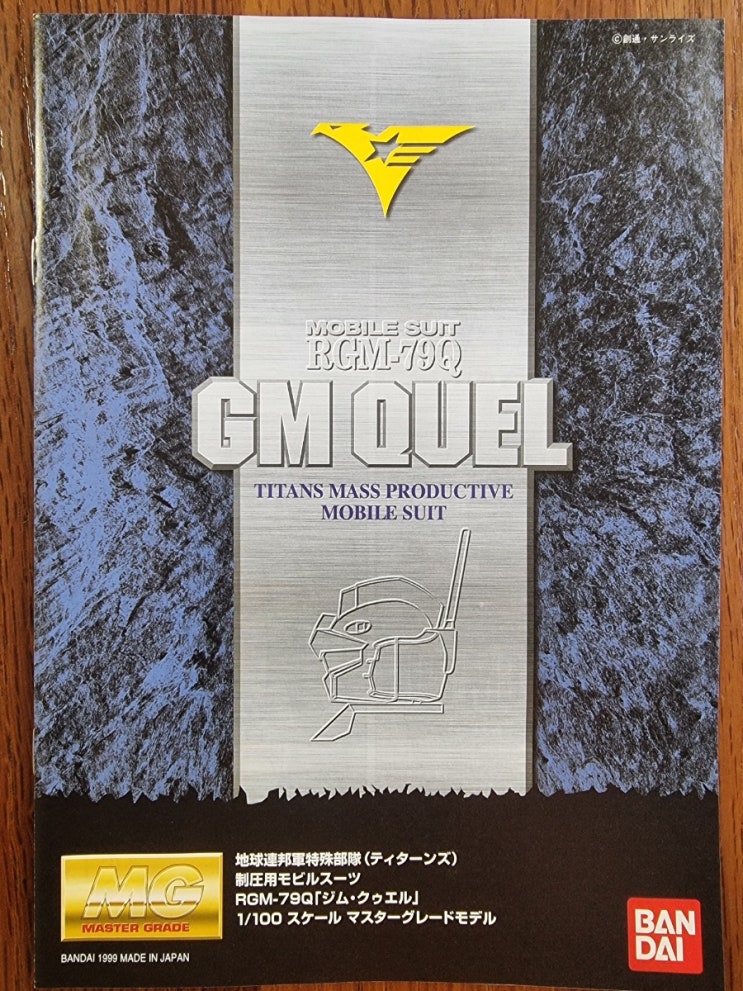 ©創通・サンライズ
MOBILE SUIT
RGM-79Q
GM QUEL
TITANS MASS PRODUCTIVE
MOBILE SUIT
地球連邦軍特殊部隊(ティターンズ)
制圧用モビルスーツ
RGM-79Q「ジム・クゥエル」
1/100 スケール マスターグレードモデル
MG
MASTER GRADE
BANDAI 1999 MADE IN JAPAN
BAN
DAI